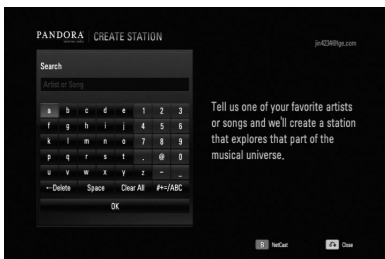 PANDORA CREATE STATION
jin4234@lge.com
Search
Artist or Song
a b c d e 1 2 3
f g h i j 4 5 6
k l m n o 7 8 9
p q r s t . @ 0
u v w x y z - _
←Delete Space Clear All #+=/ABC
OK
Tell us one of your favorite artists
or songs and we'll create a station
that explores that part of the
musical universe.
NetCast Close